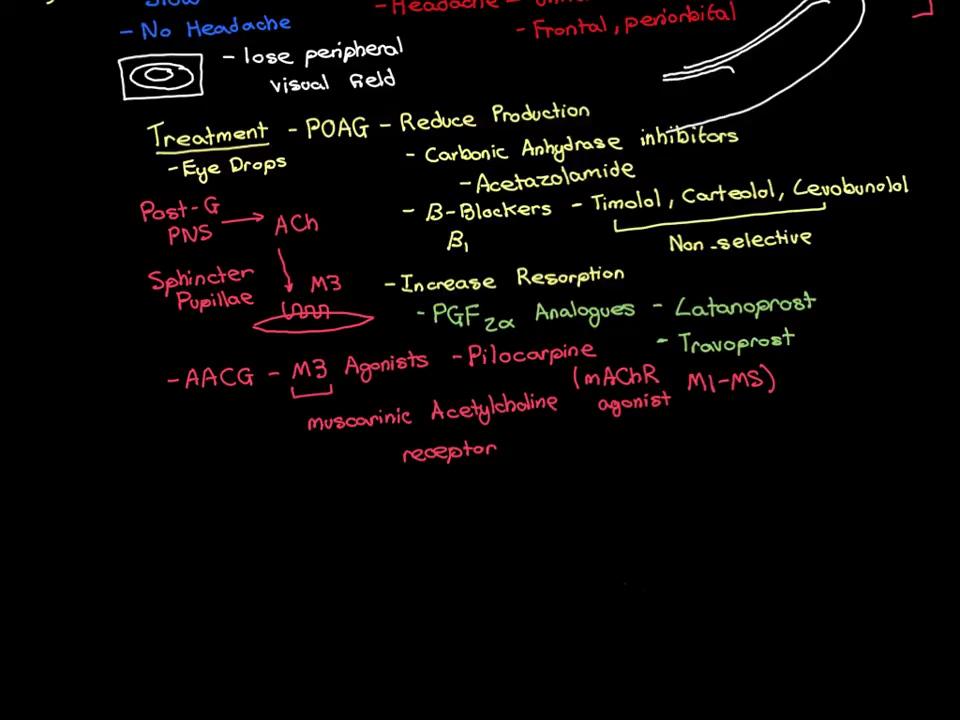 Slow
- No Headache
- Headache -
- Frontal, periorbital
- lose peripheral
visual field
Treatment - POAG - Reduce Production
- Eye Drops
- Carbonic Anhydrase inhibitors
- Acetazolamide
- β-Blockers - Timolol, Carteolol, Levobunolol
β1
Non-selective
Post-G
PNS
ACh
Sphincter
Pupillae
M3
- Increase Resorption
- PGF2α Analogues - Latanoprost
- Travoprost
- AACG - M3 Agonists - Pilocarpine
(mAChR M1-M5)
agonist
muscarinic Acetylcholine
receptor